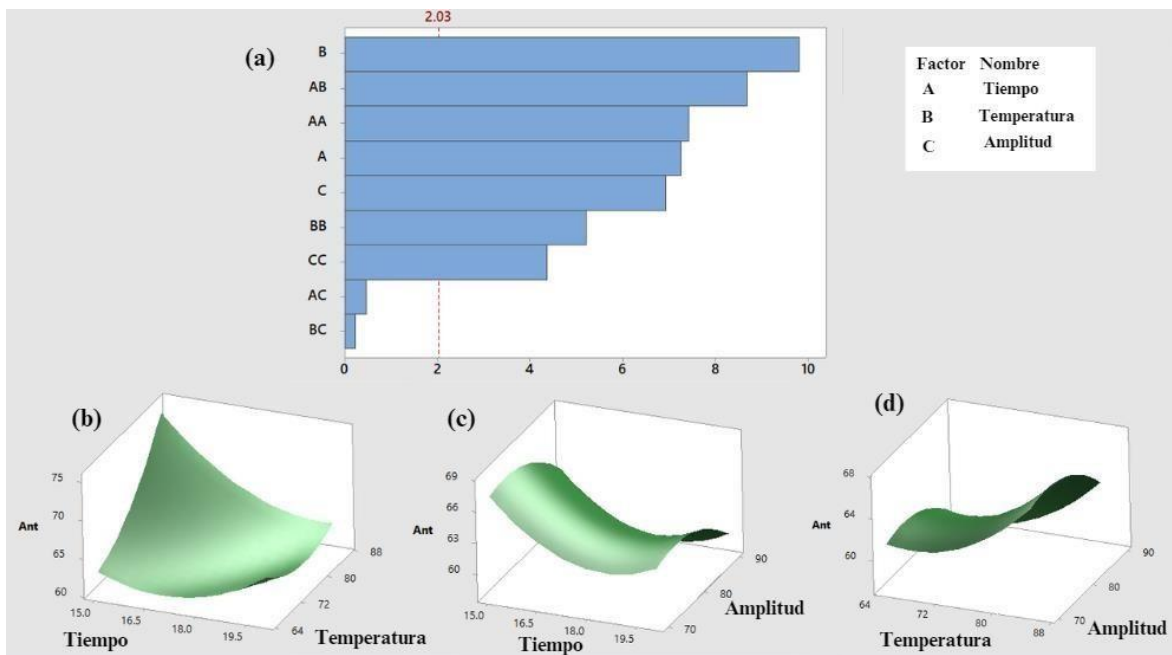 2.03
(a)
B
AB
AA
A
C
BB
CC
AC
BC
0 2 4 6 8 10
Factor Nombre
A Tiempo
B Temperatura
C Amplitud
(b)
75
70
65
60
Ant
15.0 16.5 18.0 19.5
Tiempo
64 72 80 88
Temperatura
(c)
69
66
63
60
Ant
15.0 16.5 18.0 19.5
Tiempo
70 80 90
Amplitud
(d)
68
64
60
Ant
64 72 80 88
Temperatura
70 80 90
Amplitud